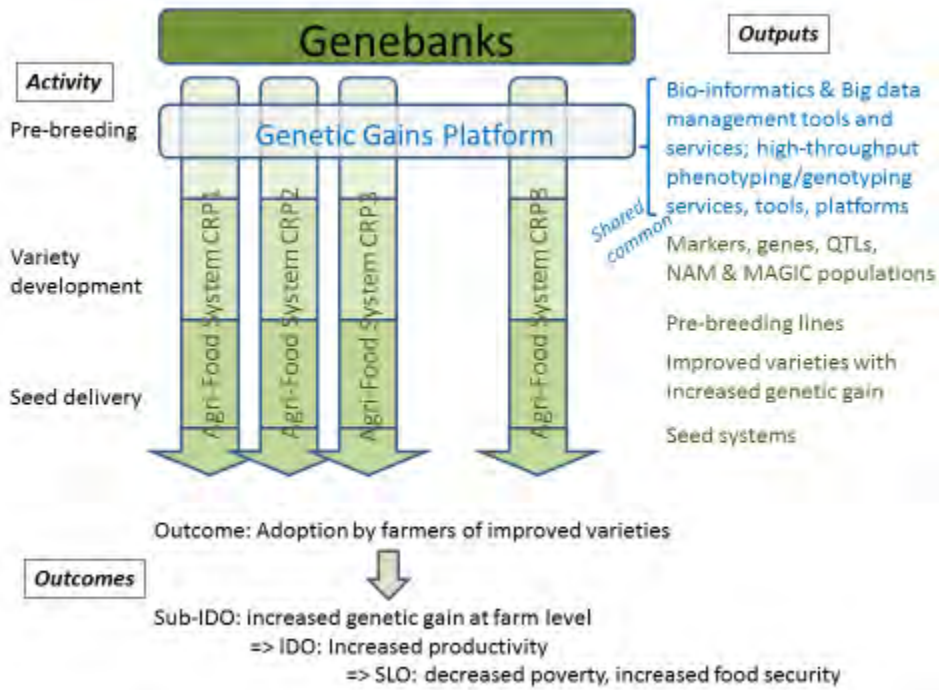 Genebanks
Outputs
Activity
Pre-breeding
Genetic Gains Platform
Bio-informatics & Big data
management tools and
services; high-throughput
phenotyping/genotyping
services, tools, platforms
Shared
common
Markers, genes, QTLs,
NAM & MAGIC populations
Variety
development
Agri-Food System CRP1
Agri-Food System CRP2
Agri-Food System CRP3
Agri-Food System CRP8
Pre-breeding lines
Improved varieties with
increased genetic gain
Seed delivery
Seed systems
Outcome: Adoption by farmers of improved varieties
Outcomes
Sub-IDO: increased genetic gain at farm level
=> IDO: Increased productivity
=> SLO: decreased poverty, increased food security